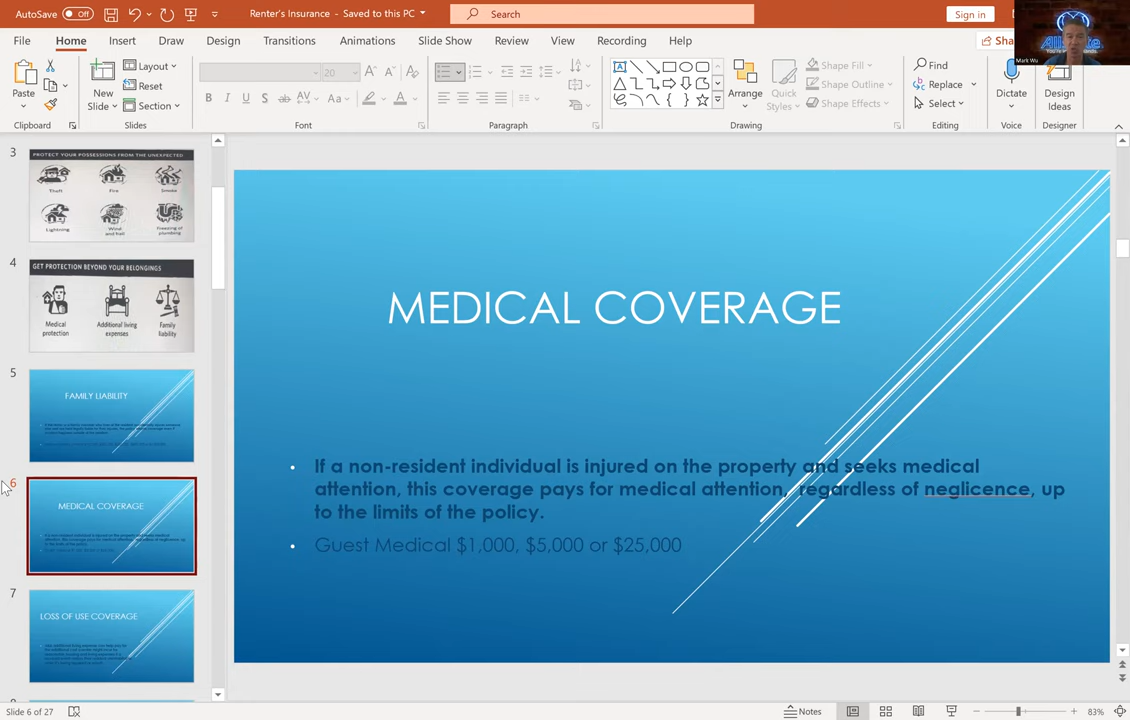 AutoSave Off
Renter's Insurance - Saved to this PC
Search
Sign in
File Home Insert Draw Design Transitions Animations Slide Show Review View Recording Help
Mark Wu
Paste
New Slide
Layout
Reset
Section
20
Arrange
Quick Styles
Shape Fill
Shape Outline
Shape Effects
Find
Replace
Select
Dictate
Design Ideas
Clipboard
Slides
Font
Paragraph
Drawing
Editing
Voice
Designer
3
PROTECT YOUR POSSESSIONS FROM THE UNEXPECTED
Theft Fire Smoke
Lightning Wind and hail Freezing of plumbing
4
GET PROTECTION BEYOND YOUR BELONGINGS
Medical protection
Additional living expenses
Family liability
5
FAMILY LIABILITY
6
MEDICAL COVERAGE
7
LOSS OF USE COVERAGE
MEDICAL COVERAGE
• If a non-resident individual is injured on the property and seeks medical
attention, this coverage pays for medical attention, regardless of neglicence, up
to the limits of the policy.
• Guest Medical $1,000, $5,000 or $25,000
Slide 6 of 27
Notes
83%